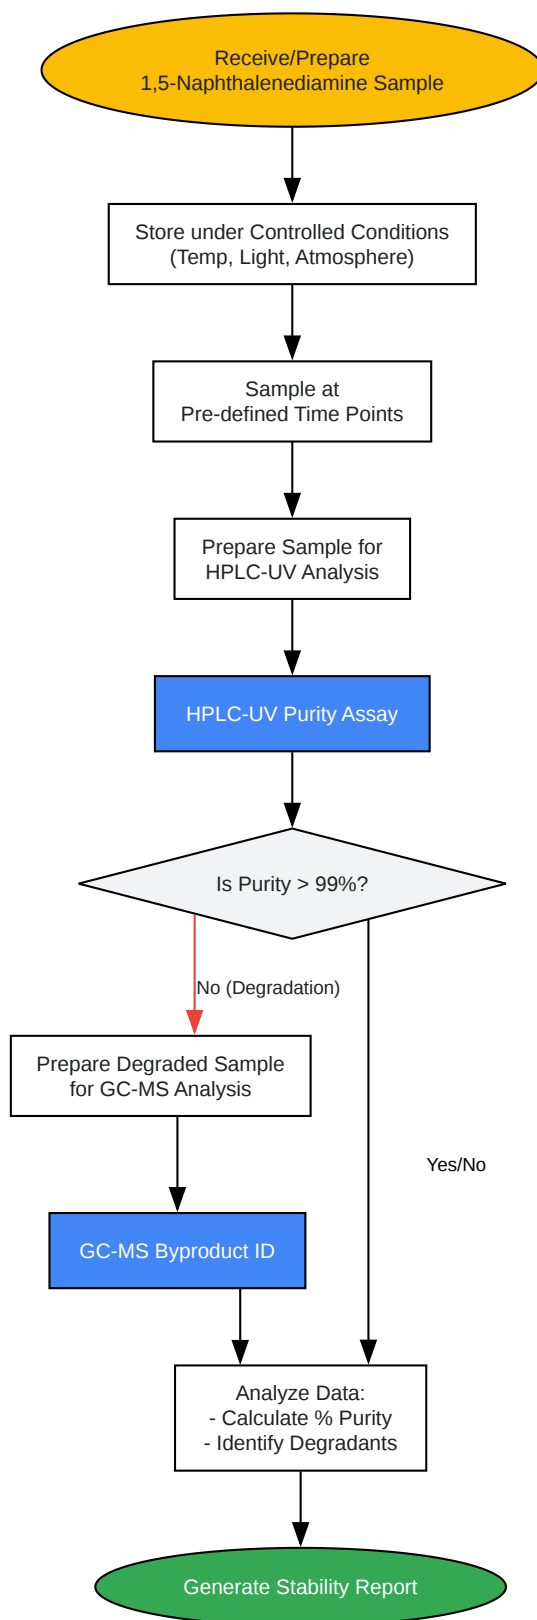 Receive/Prepare
1,5-Naphthalenediamine Sample
Store under Controlled Conditions
(Temp, Light, Atmosphere)
Sample at
Pre-defined Time Points
Prepare Sample for
HPLC-UV Analysis
HPLC-UV Purity Assay
Is Purity > 99%?
No (Degradation)
Prepare Degraded Sample
for GC-MS Analysis
Yes/No
GC-MS Byproduct ID
Analyze Data:
- Calculate % Purity
- Identify Degradants
Generate Stability Report